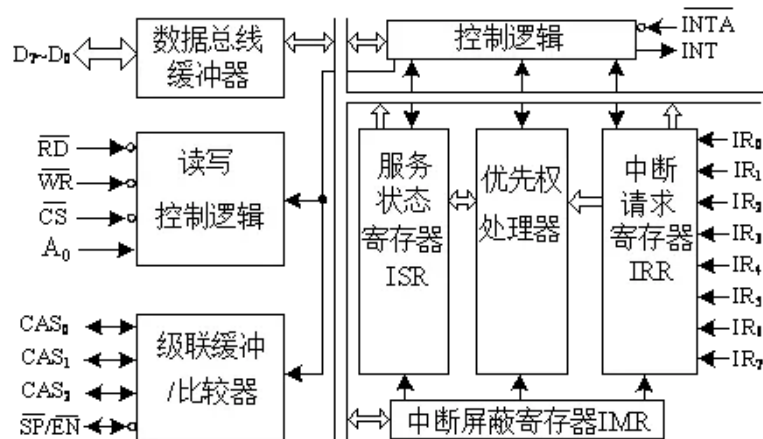 D₇~D₀
数据总线
缓冲器
控制逻辑
INTA
INT
RD
WR
CS
A₀
读写
控制逻辑
服务
状态
寄存器
ISR
优先权
处理器
中断
请求
寄存器
IRR
IR₀
IR₁
IR₂
IR₃
IR₄
IR₅
IR₆
IR₇
CAS₀
CAS₁
CAS₂
SP/EN
级联缓冲
/比较器
中断屏蔽寄存器IMR